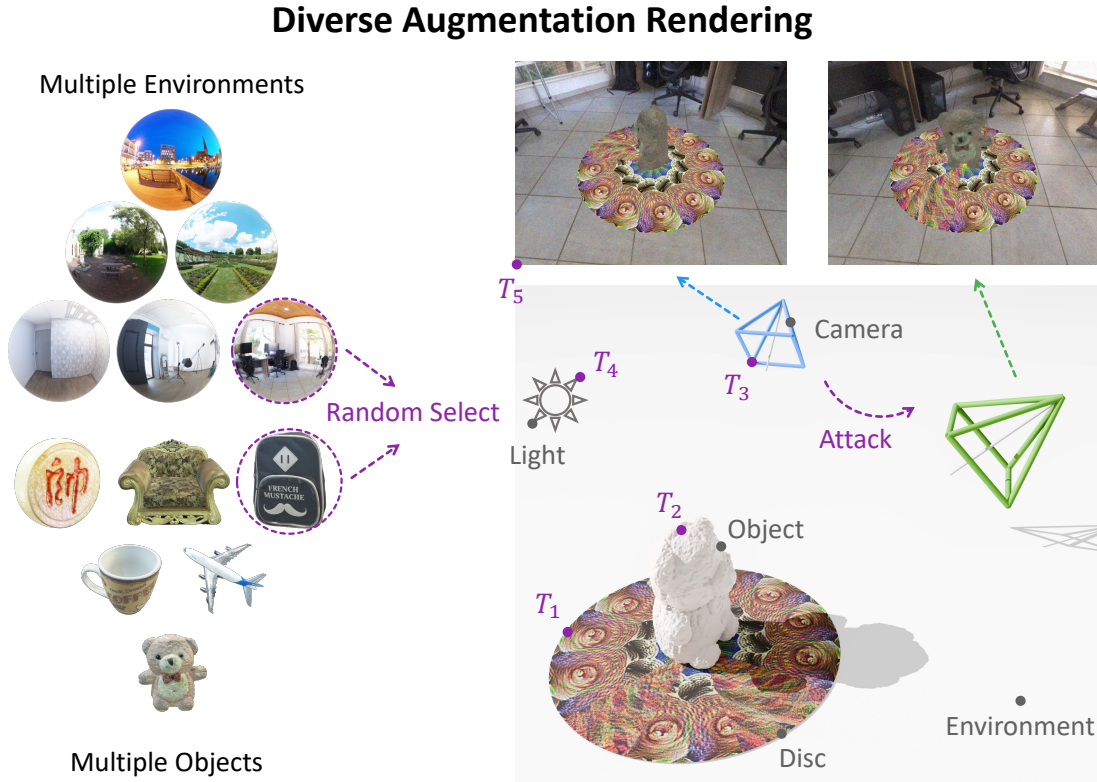 Diverse Augmentation Rendering
Multiple Environments
Random Select
FRENCH
MUSTACHE
Multiple Objects
T₅
Camera
T₃
T₄
Light
Attack
T₂
Object
T₁
Environment
Disc